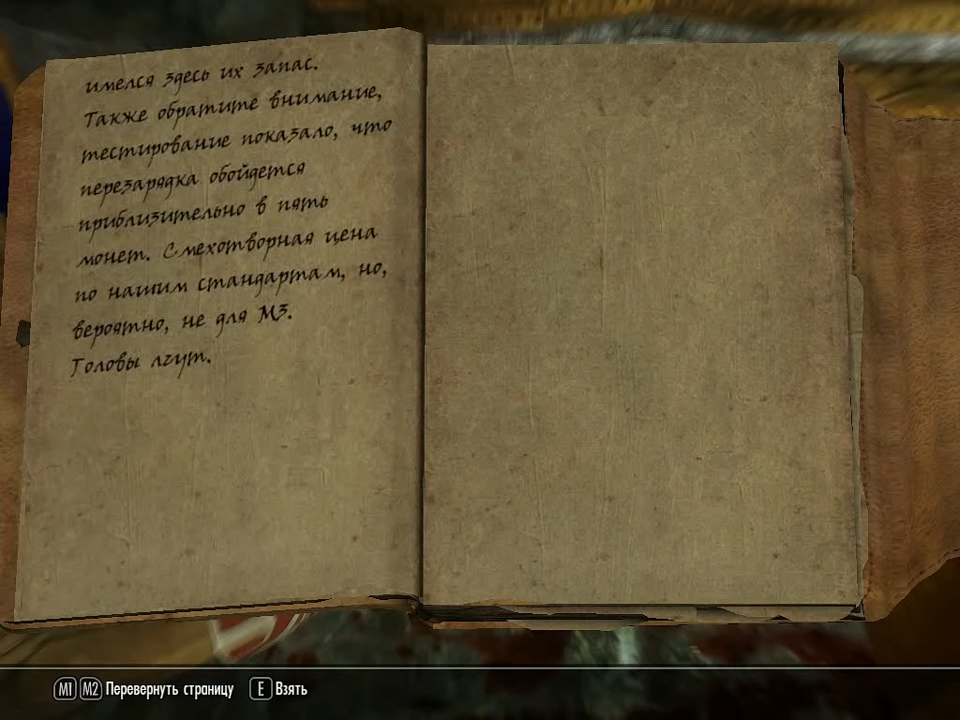 имелся здесь их запас.
Также обратите внимание,
тестирование показало, что
перезарядка обойдется
приблизительно в пять
монет. Смехотворная цена
по нашим стандартам, но,
вероятно, не для МЗ.
Головы лгут.
M1 M2 Перевернуть страницу E Взять